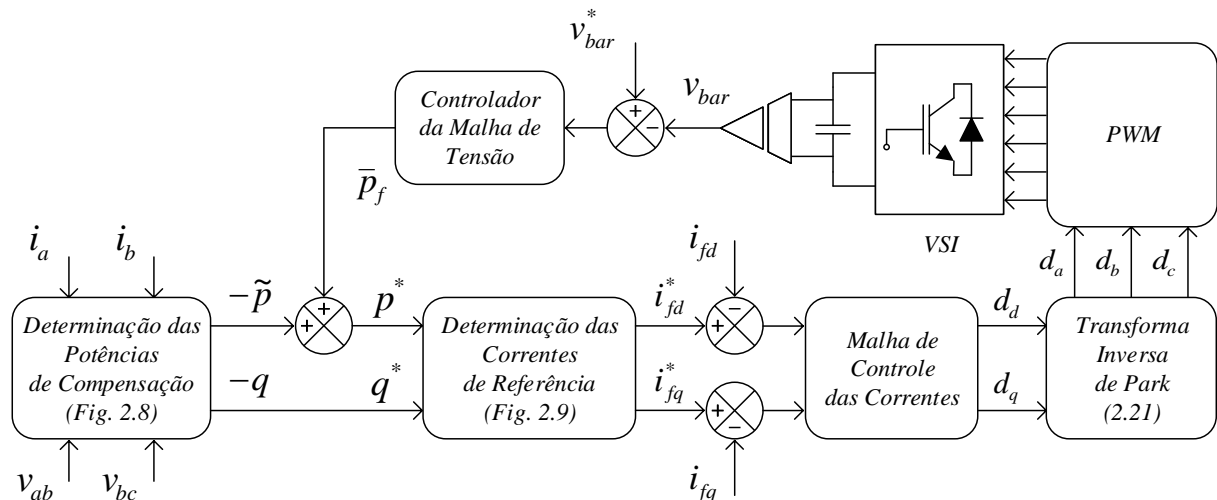 v*bar
Controlador
da Malha de
Tensão
vbar
PWM
VSI
p̅f
ia
ib
ifd
da
db
dc
Determinação das
Potências
de Compensação
(Fig. 2.8)
−p̃
+
+
p*
−q
q*
Determinação das
Correntes
de Referência
(Fig. 2.9)
i*fd
i*fq
+
−
+
−
+
−
Malha de
Controle
das Correntes
dd
dq
Transforma
Inversa
de Park
(2.21)
vab
vbc
ifq